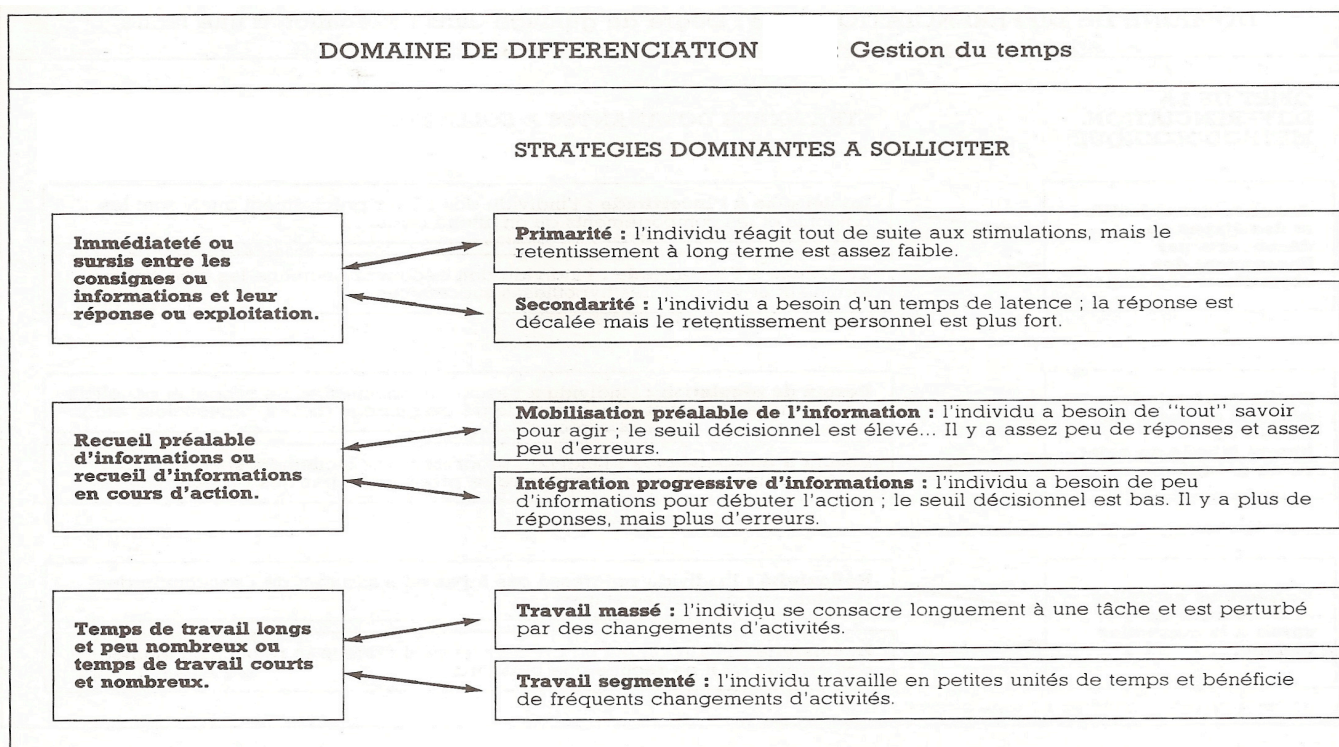 DOMAINE DE DIFFERENCIATION : Gestion du temps
STRATEGIES DOMINANTES A SOLLICITER
Immédiateté ou
sursis entre les
consignes ou
informations et leur
réponse ou exploitation.
Primarité : l'individu réagit tout de suite aux stimulations, mais le
retentissement à long terme est assez faible.
Secondarité : l'individu a besoin d'un temps de latence ; la réponse est
décalée mais le retentissement personnel est plus fort.
Recueil préalable
d'informations ou
recueil d'informations
en cours d'action.
Mobilisation préalable de l'information : l'individu a besoin de "tout" savoir
pour agir ; le seuil décisionnel est élevé... Il y a assez peu de réponses et assez
peu d'erreurs.
Intégration progressive d'informations : l'individu a besoin de peu
d'informations pour débuter l'action ; le seuil décisionnel est bas. Il y a plus de
réponses, mais plus d'erreurs.
Temps de travail longs
et peu nombreux ou
temps de travail courts
et nombreux.
Travail massé : l'individu se consacre longuement à une tâche et est perturbé
par des changements d'activités.
Travail segmenté : l'individu travaille en petites unités de temps et bénéficie
de fréquents changements d'activités.